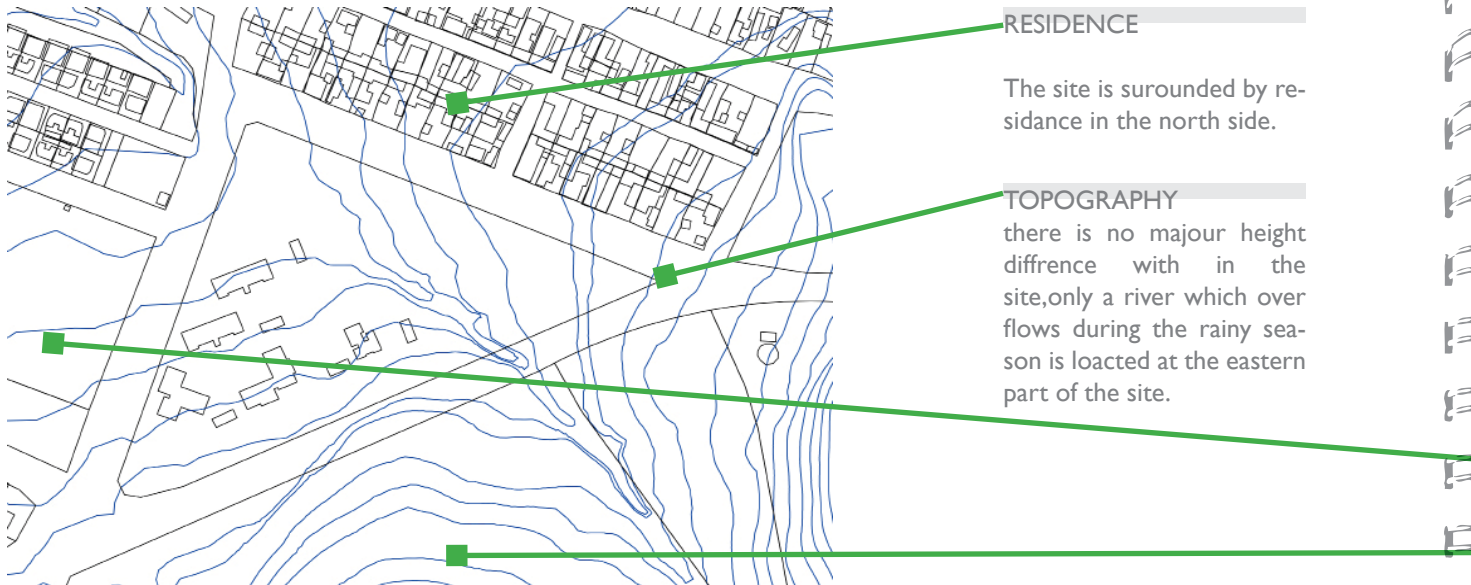 RESIDENCE
The site is surounded by re-
sidance in the north side.
TOPOGRAPHY
there is no majour height
diffrence with in the
site,only a river which over
flows during the rainy sea-
son is loacted at the eastern
part of the site.